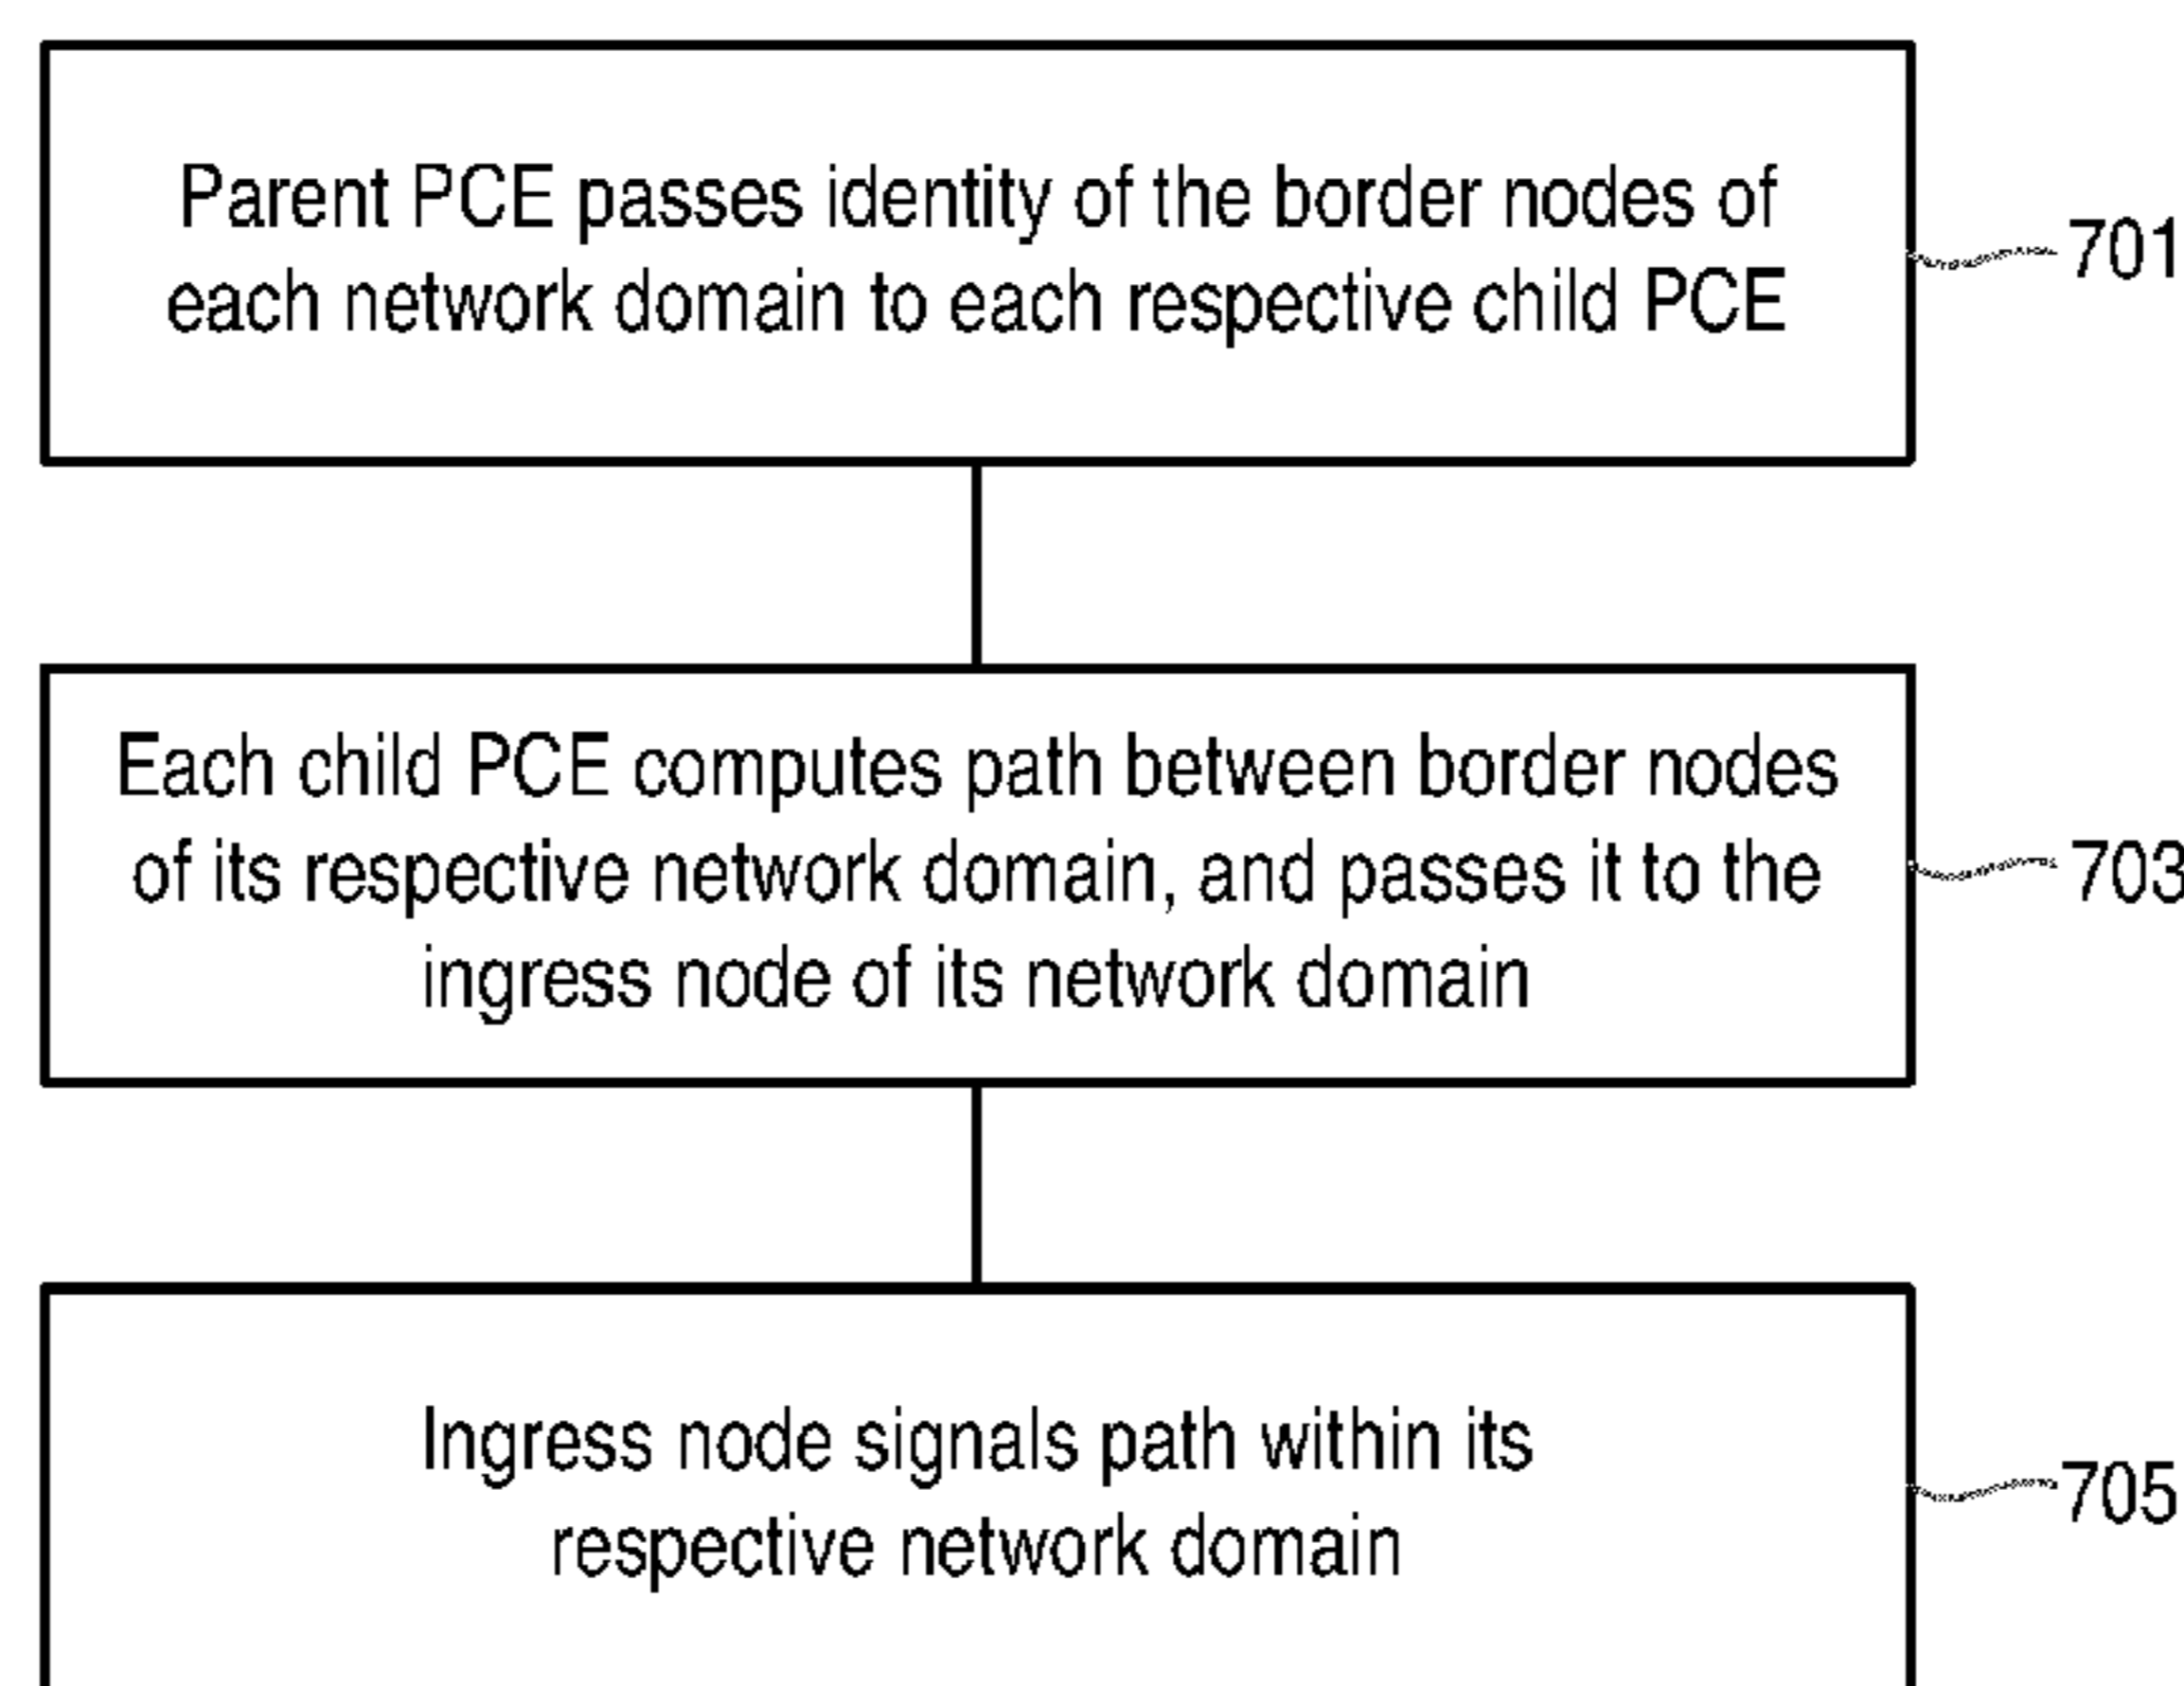 Parent PCE passes identity of the border nodes of
each network domain to each respective child PCE
701
Each child PCE computes path between border nodes
of its respective network domain, and passes it to the
ingress node of its network domain
703
Ingress node signals path within its
respective network domain
705